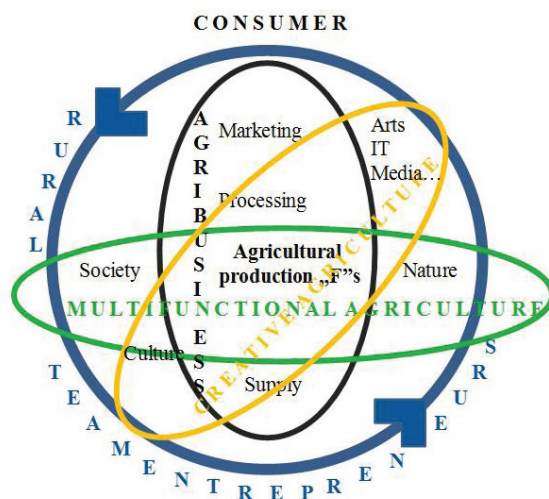 CONSUMER
RURAL TEAM ENTREPRENEURS
AGRIBUSINESS
Marketing
Arts
IT
Media...
Processing
CREATIVE AGRICULTURE
Society
Agricultural
production „F"s
Nature
MULTIFUNCTIONAL AGRICULTURE
Culture
Supply